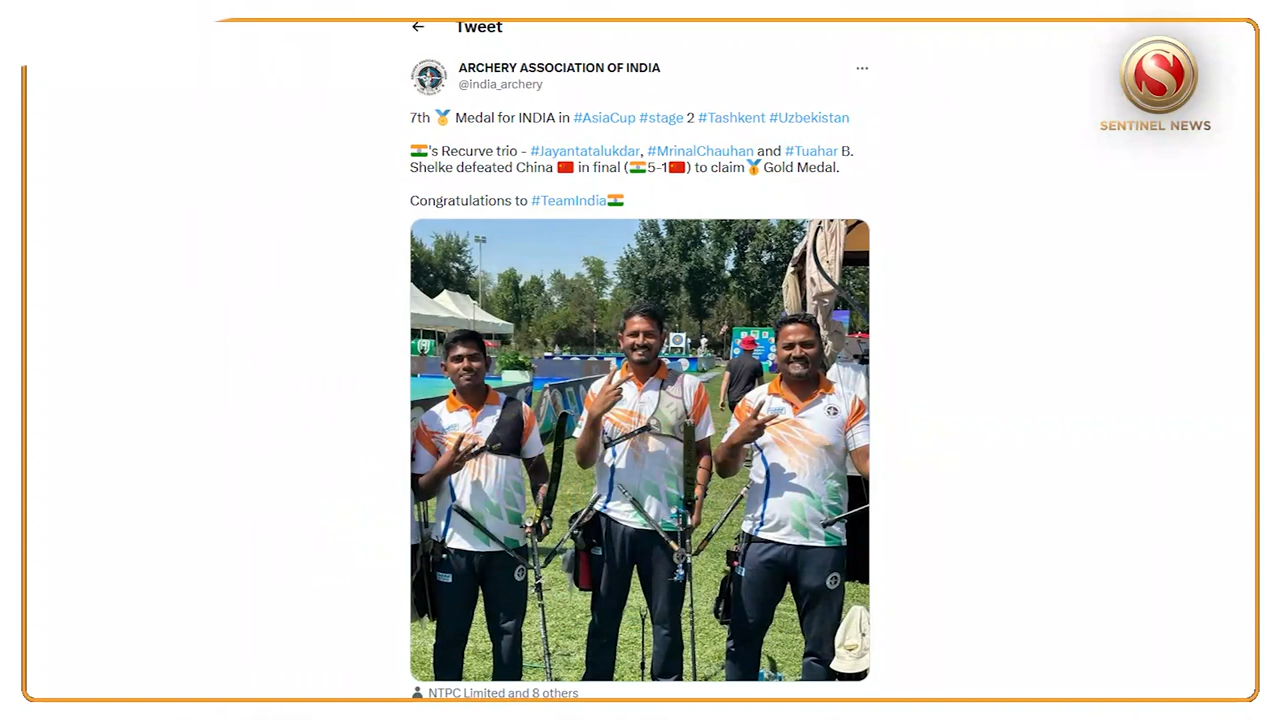 Tweet
ARCHERY ASSOCIATION OF INDIA
@india_archery
SENTINEL NEWS
7th 🏅 Medal for INDIA in #AsiaCup #stage 2 #Tashkent #Uzbekistan
🇮🇳's Recurve trio - #Jayantatalukdar, #MrinalChauhan and #Tuahar B.
Shelke defeated China 🇨🇳 in final (🇮🇳5-1🇨🇳) to claim🥇Gold Medal.
Congratulations to #TeamIndia🇮🇳
NTPC Limited and 8 others